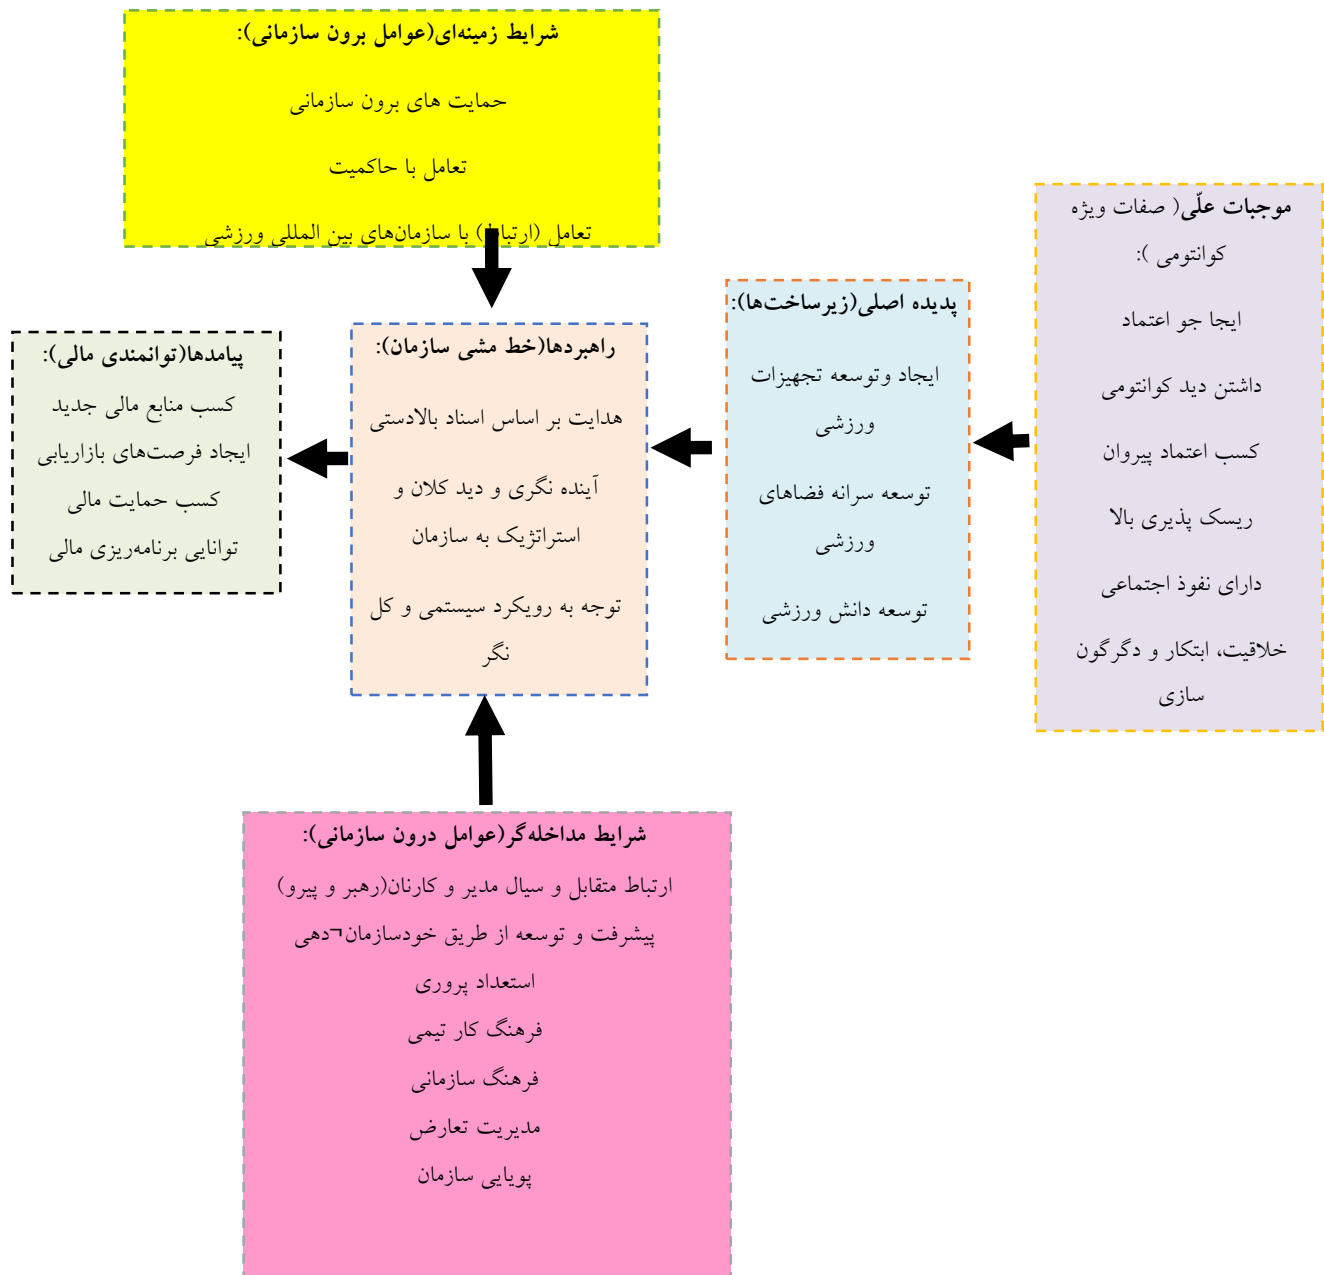 شرایط زمینه‌ای(عوامل برون سازمانی):
حمایت های برون سازمانی
تعامل با حاکمیت
تعامل (ارتباط) با سازمان‌های بین المللی ورزشی
موجبات علّی( صفات ویژه
کوانتومی ):
ایجا جو اعتماد
داشتن دید کوانتومی
کسب اعتماد پیروان
ریسک پذیری بالا
دارای نفوذ اجتماعی
خلاقیت، ابتکار و دگرگون
سازی
پدیده اصلی(زیرساخت‌ها):
ایجاد وتوسعه تجهیزات
ورزشی
توسعه سرانه فضاهای
ورزشی
توسعه دانش ورزشی
راهبردها(خط مشی سازمان):
هدایت بر اساس اسناد بالادستی
آینده نگری و دید کلان و
استراتژیک به سازمان
توجه به رویکرد سیستمی و کل
نگر
پیامدها(توانمندی مالی):
کسب منابع مالی جدید
ایجاد فرصت‌های بازاریابی
کسب حمایت مالی
توانایی برنامه‌ریزی مالی
شرایط مداخله‌گر(عوامل درون سازمانی):
ارتباط متقابل و سیال مدیر و کارنان(رهبر و پیرو)
پیشرفت و توسعه از طریق خودسازمان¬دهی
استعداد پروری
فرهنگ کار تیمی
فرهنگ سازمانی
مدیریت تعارض
پویایی سازمان